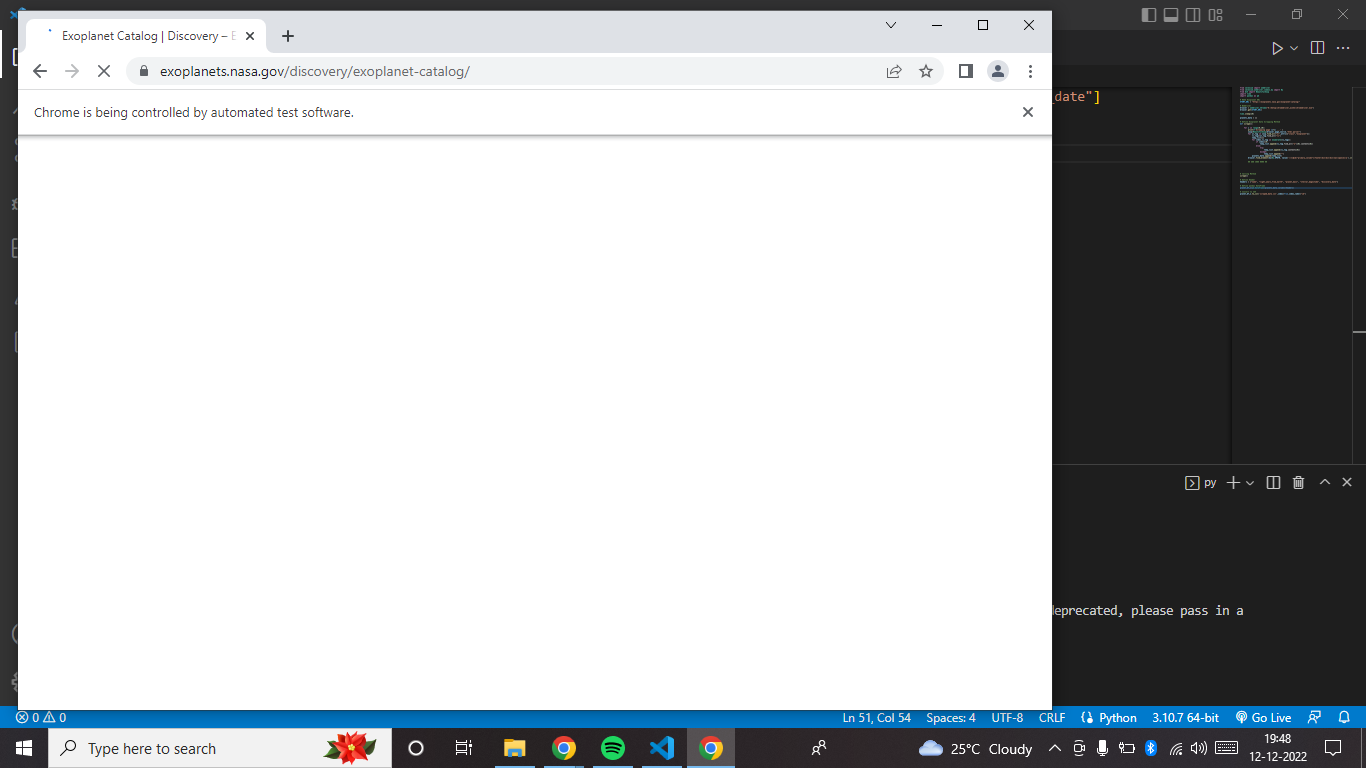 Exoplanet Catalog | Discovery – E
exoplanets.nasa.gov/discovery/exoplanet-catalog/
Chrome is being controlled by automated test software.
_date"]
py
deprecated, please pass in a
0 0
Ln 51, Col 54 Spaces: 4 UTF-8 CRLF Python 3.10.7 64-bit Go Live
Type here to search
25°C Cloudy
19:48
12-12-2022